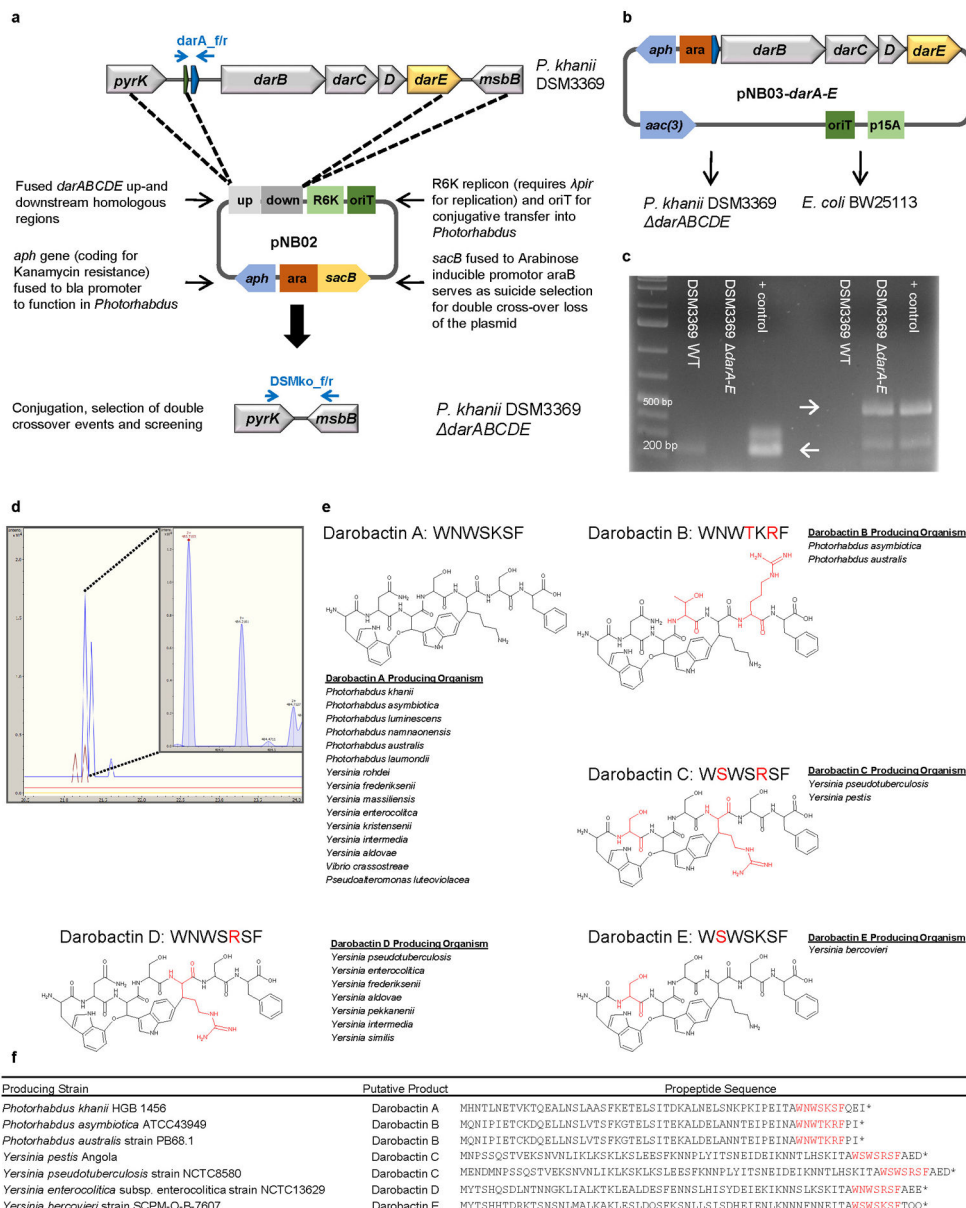 a
darA_f/r
pyrK
darB
darC
D
darE
msbB
P. khanii
DSM3369
Fused darABCDE up-and
downstream homologous
regions
up
down
R6K
oriT
R6K replicon (requires λpir
for replication) and oriT for
conjugative transfer into
Photorhabdus
pNB02
aph gene (coding for
Kanamycin resistance)
fused to bla promoter
to function in Photorhabdus
aph
ara
sacB
sacB fused to Arabinose
inducible promotor araB
serves as suicide selection
for double cross-over loss
of the plasmid
DSMko_f/r
Conjugation, selection of double
crossover events and screening
pyrK
msbB
P. khanii DSM3369
ΔdarABCDE
b
aph
ara
darB
darC
D
darE
pNB03-darA-E
aac(3)
oriT
p15A
P. khanii DSM3369
ΔdarABCDE
E. coli BW25113
c
DSM3369 WT
DSM3369 ΔdarA-E
+ control
DSM3369 WT
DSM3369 ΔdarA-E
+ control
500 bp
200 bp
d
e
Darobactin A: WNWSKSF
Darobactin A Producing Organism
Photorhabdus khanii
Photorhabdus asymbiotica
Photorhabdus luminescens
Photorhabdus namnaonensis
Photorhabdus australis
Photorhabdus laumondii
Yersinia rohdei
Yersinia frederiksenii
Yersinia massiliensis
Yersinia enterocolitca
Yersinia kristensenii
Yersinia intermedia
Yersinia aldovae
Vibrio crassostreae
Pseudoalteromonas luteoviolacea
Darobactin B: WNWTKRF
Darobactin B Producing Organism
Photorhabdus asymbiotica
Photorhabdus australis
Darobactin C: WSWSRSF
Darobactin C Producing Organism
Yersinia pseudotuberculosis
Yersinia pestis
Darobactin D: WNWSRSF
Darobactin D Producing Organism
Yersinia pseudotuberculosis
Yersinia enterocolitica
Yersinia frederiksenii
Yersinia aldovae
Yersinia pekkanenii
Yersinia intermedia
Yersinia similis
Darobactin E: WSWSKSF
Darobactin E Producing Organism
Yersinia bercovieri
f
Producing Strain Putative Product Propeptide Sequence
Photorhabdus khanii HGB 1456 Darobactin A MHNTLNETVKTQEALNSLAASFKETELSITDKALNELSNKPKIPEITAWNWSKSFQEI*
Photorhabdus asymbiotica ATCC43949 Darobactin B MQNIPIETCKDQELLNSLVTSFKGTELSITDKALDELANNTEIPEINAWNWTKRFPI*
Photorhabdus australis strain PB68.1 Darobactin B MQNIPIETCKDQELLNSLVTSFKGTELSITDKALDELANNTEIPEINAWNWTKRFPI*
Yersinia pestis Angola Darobactin C MNPSSQSTVEKSNVNLIKLKSLKLSLEESFKNNPLYITSNEIDEIKNNTLHSKITAWSWSRSFAED*
Yersinia pseudotuberculosis strain NCTC8580 Darobactin C MENDMNPSSQSTVEKSNVNLIKLKSLKLSLEESFKNNPLYITSNEIDEIKNNTLHSKITAWSWSRSFAED*
Yersinia enterocolitica subsp. enterocolitica strain NCTC13629 Darobactin D MYTSHQSDLNTNNGKLIALKTKLEALDESFENNSLHISYDEIEKIKNNSLKSKITAWNWSRSFAEE*
Yersinia bercovieri strain SCPM-O-B-7607 Darobactin E